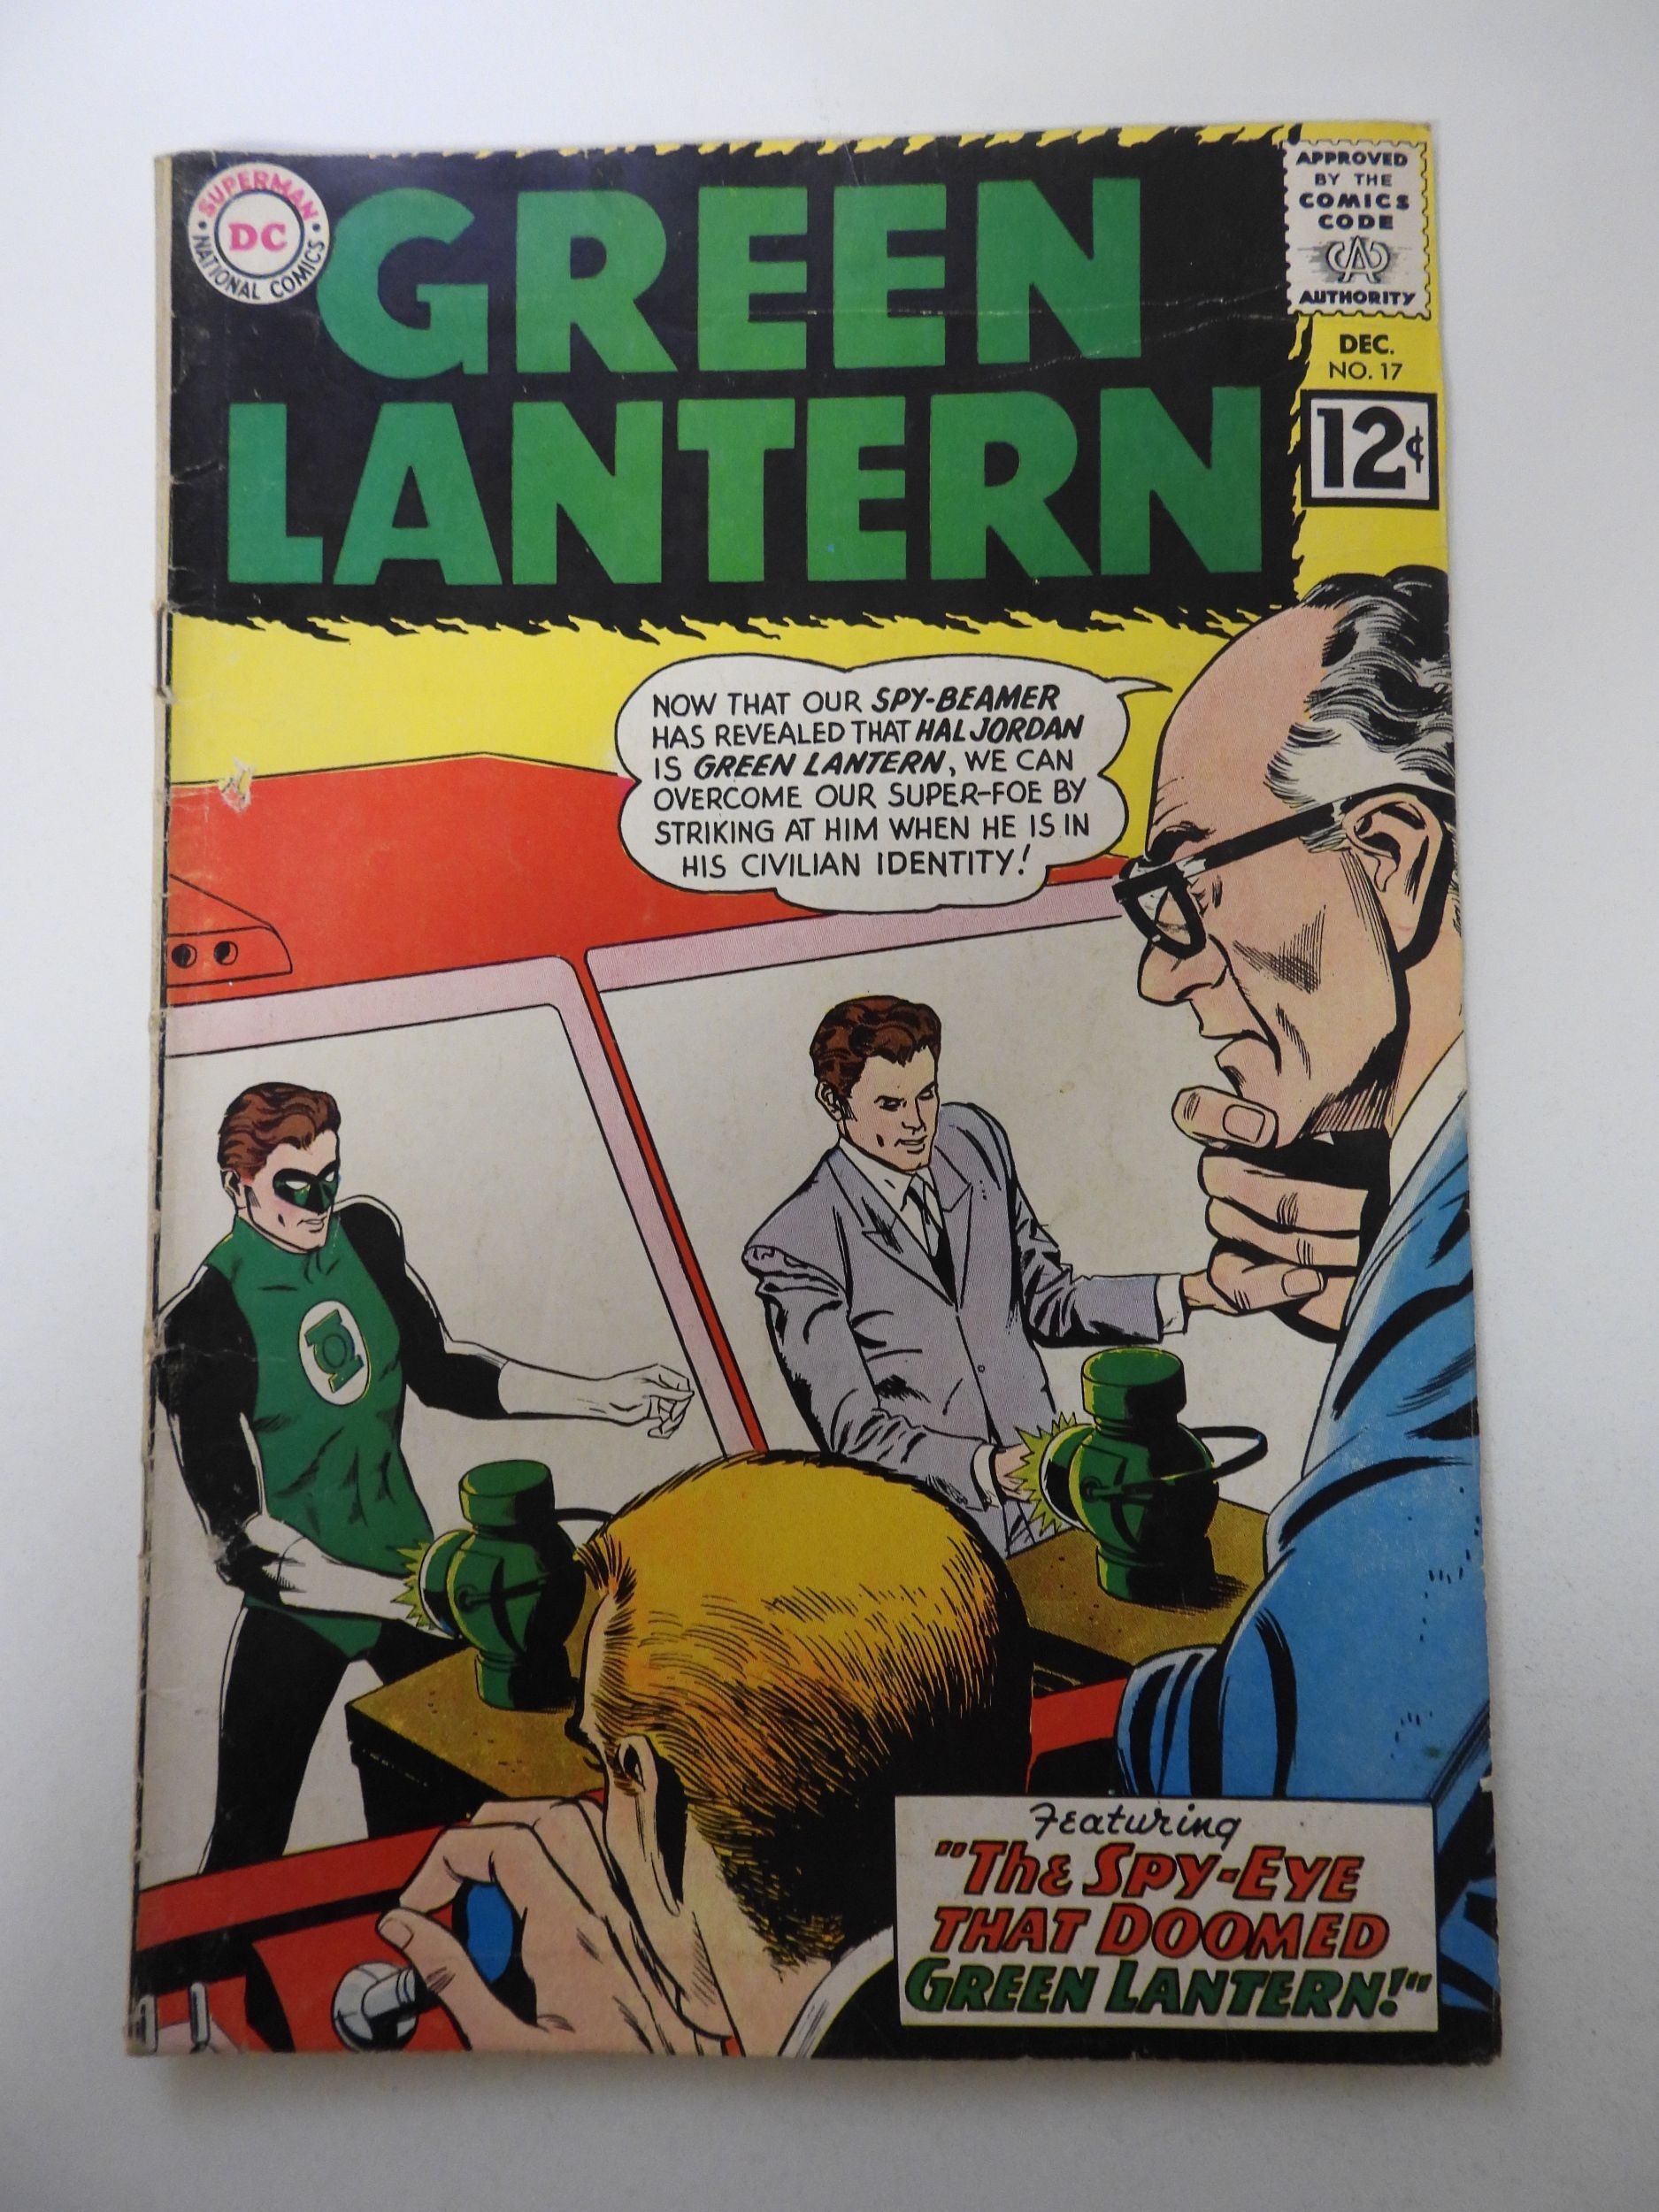 SUPERMAN
DC
NATIONAL COMICS
GREEN
LANTERN
APPROVED
BY THE
COMICS
CODE
CA
AUTHORITY
DEC.
NO. 17
12¢
NOW THAT OUR SPY-BEAMER
HAS REVEALED THAT HAL JORDAN
IS GREEN LANTERN, WE CAN
OVERCOME OUR SUPER-FOE BY
STRIKING AT HIM WHEN HE IS IN
HIS CIVILIAN IDENTITY!
Featuring
"The Spy-Eye
That Doomed
Green Lantern!"